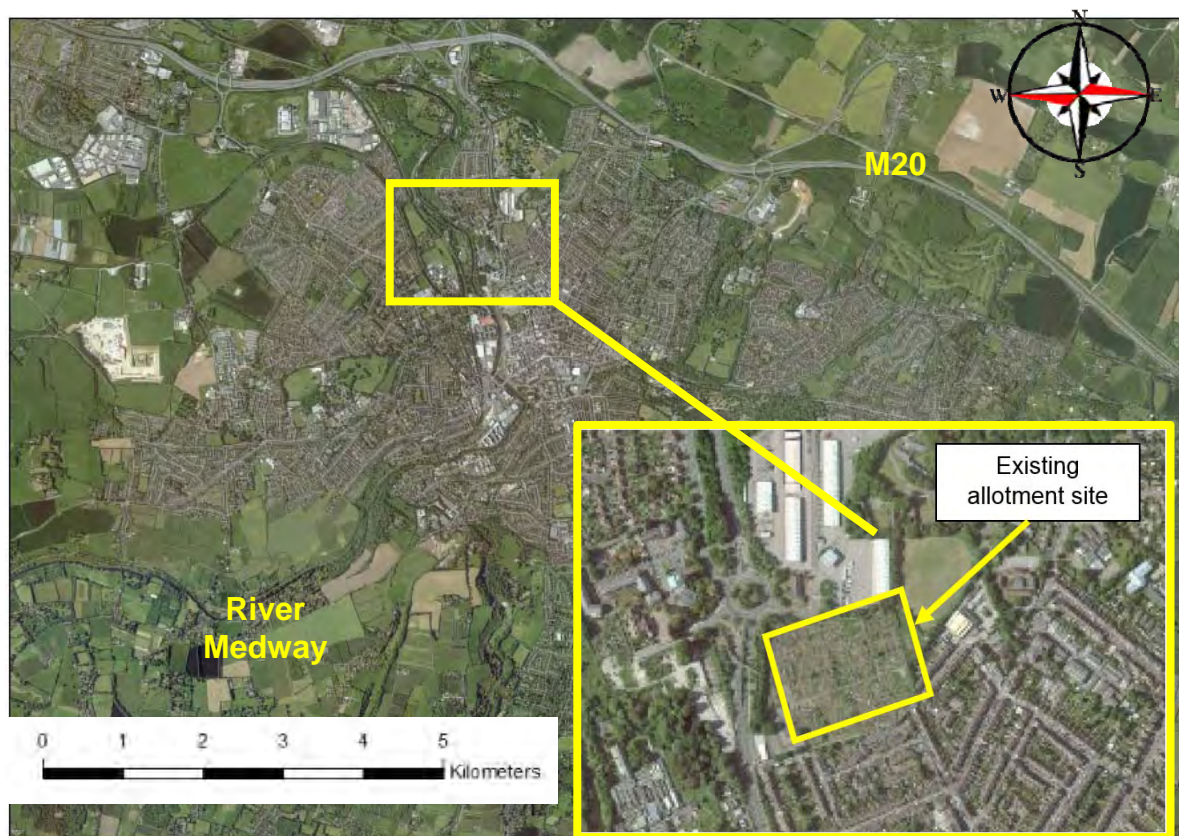 N
W E
S
M20
Existing
allotment site
River
Medway
0 1 2 3 4 5
Kilometers